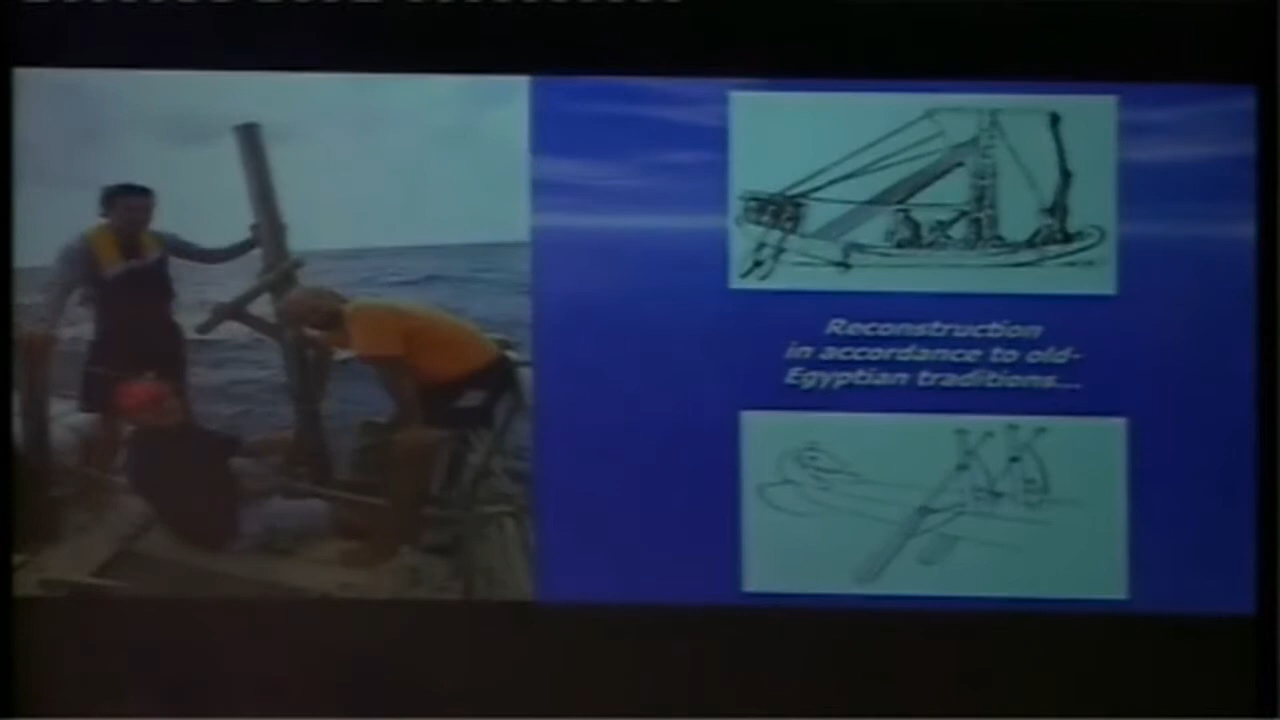 Reconstruction
in accordance to old-
Egyptian traditions...